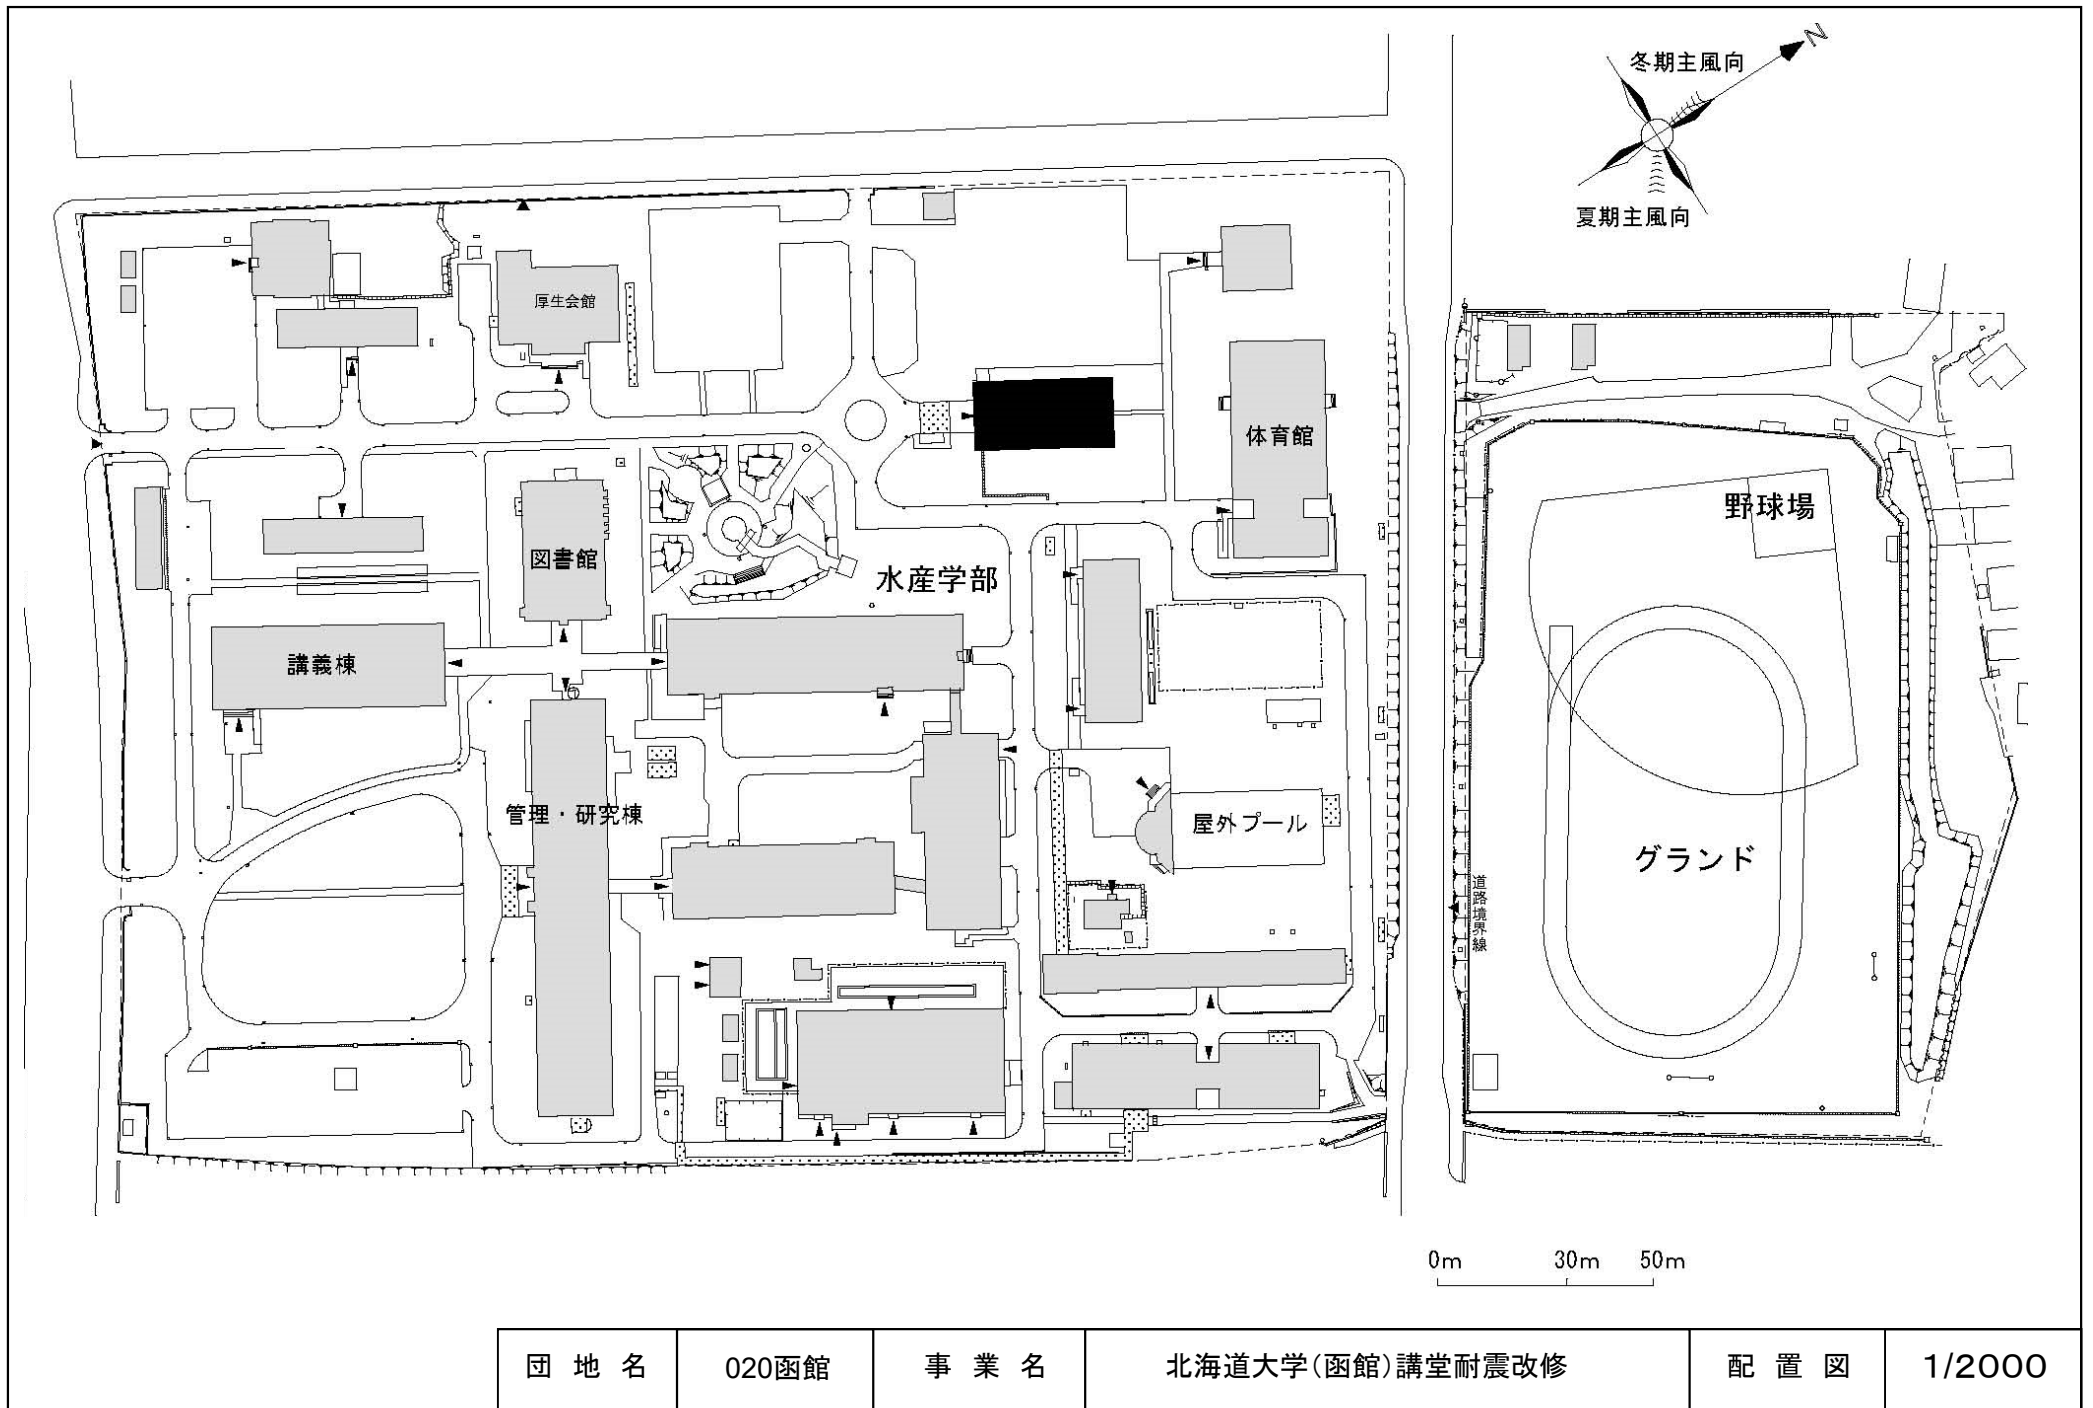 冬期主風向
N
夏期主風向
厚生会館
体育館
野球場
図書館
水産学部
講義棟
管理・研究棟
屋外プール
グランド
道路境界線
0m 30m 50m
団地名 020函館 事業名 北海道大学(函館)講堂耐震改修 配置図 1/2000